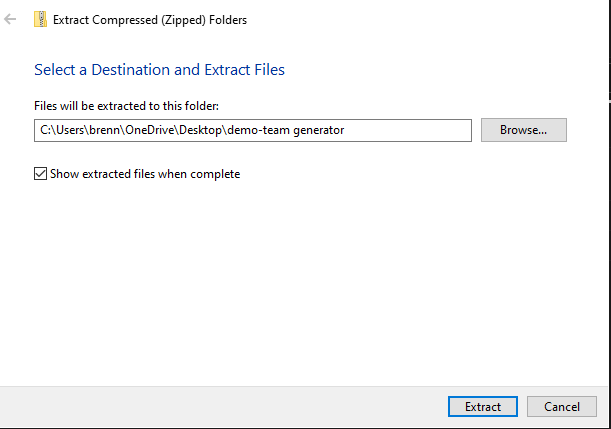 Extract Compressed (Zipped) Folders
Select a Destination and Extract Files
Files will be extracted to this folder:
C:\Users\brenn\OneDrive\Desktop\demo-team generator
Browse...
Show extracted files when complete
Extract
Cancel